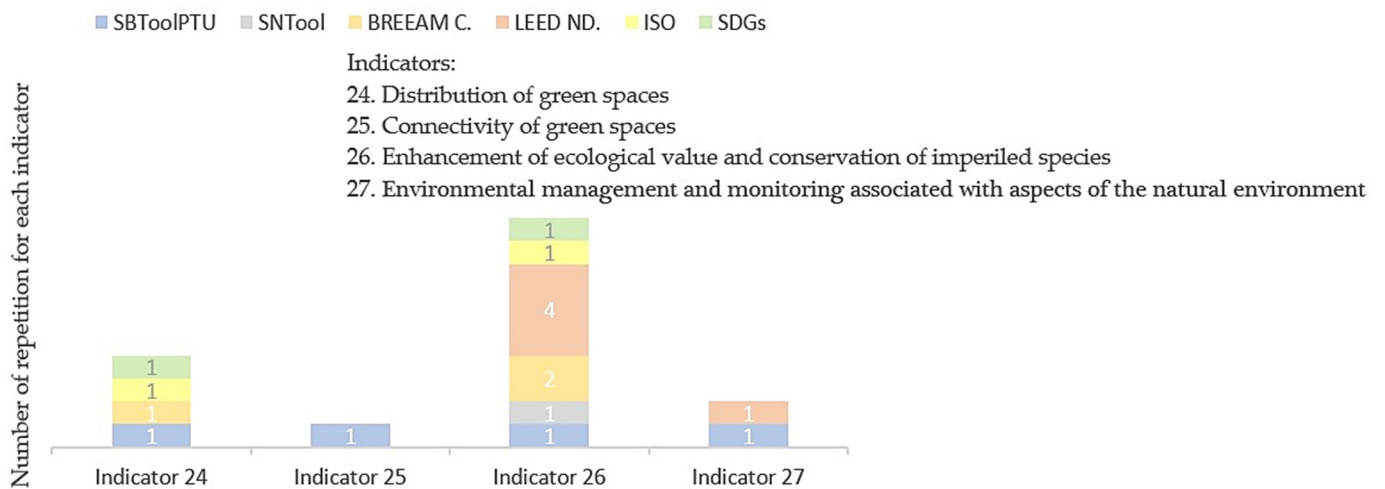 SBToolPTU SNTool BREEAM C. LEED ND. ISO SDGs
Indicators:
24. Distribution of green spaces
25. Connectivity of green spaces
26. Enhancement of ecological value and conservation of imperiled species
27. Environmental management and monitoring associated with aspects of the natural environment
Number of repetition for each indicator
1
1
1
1
1
1
1
4
2
1
1
1
1
Indicator 24 Indicator 25 Indicator 26 Indicator 27